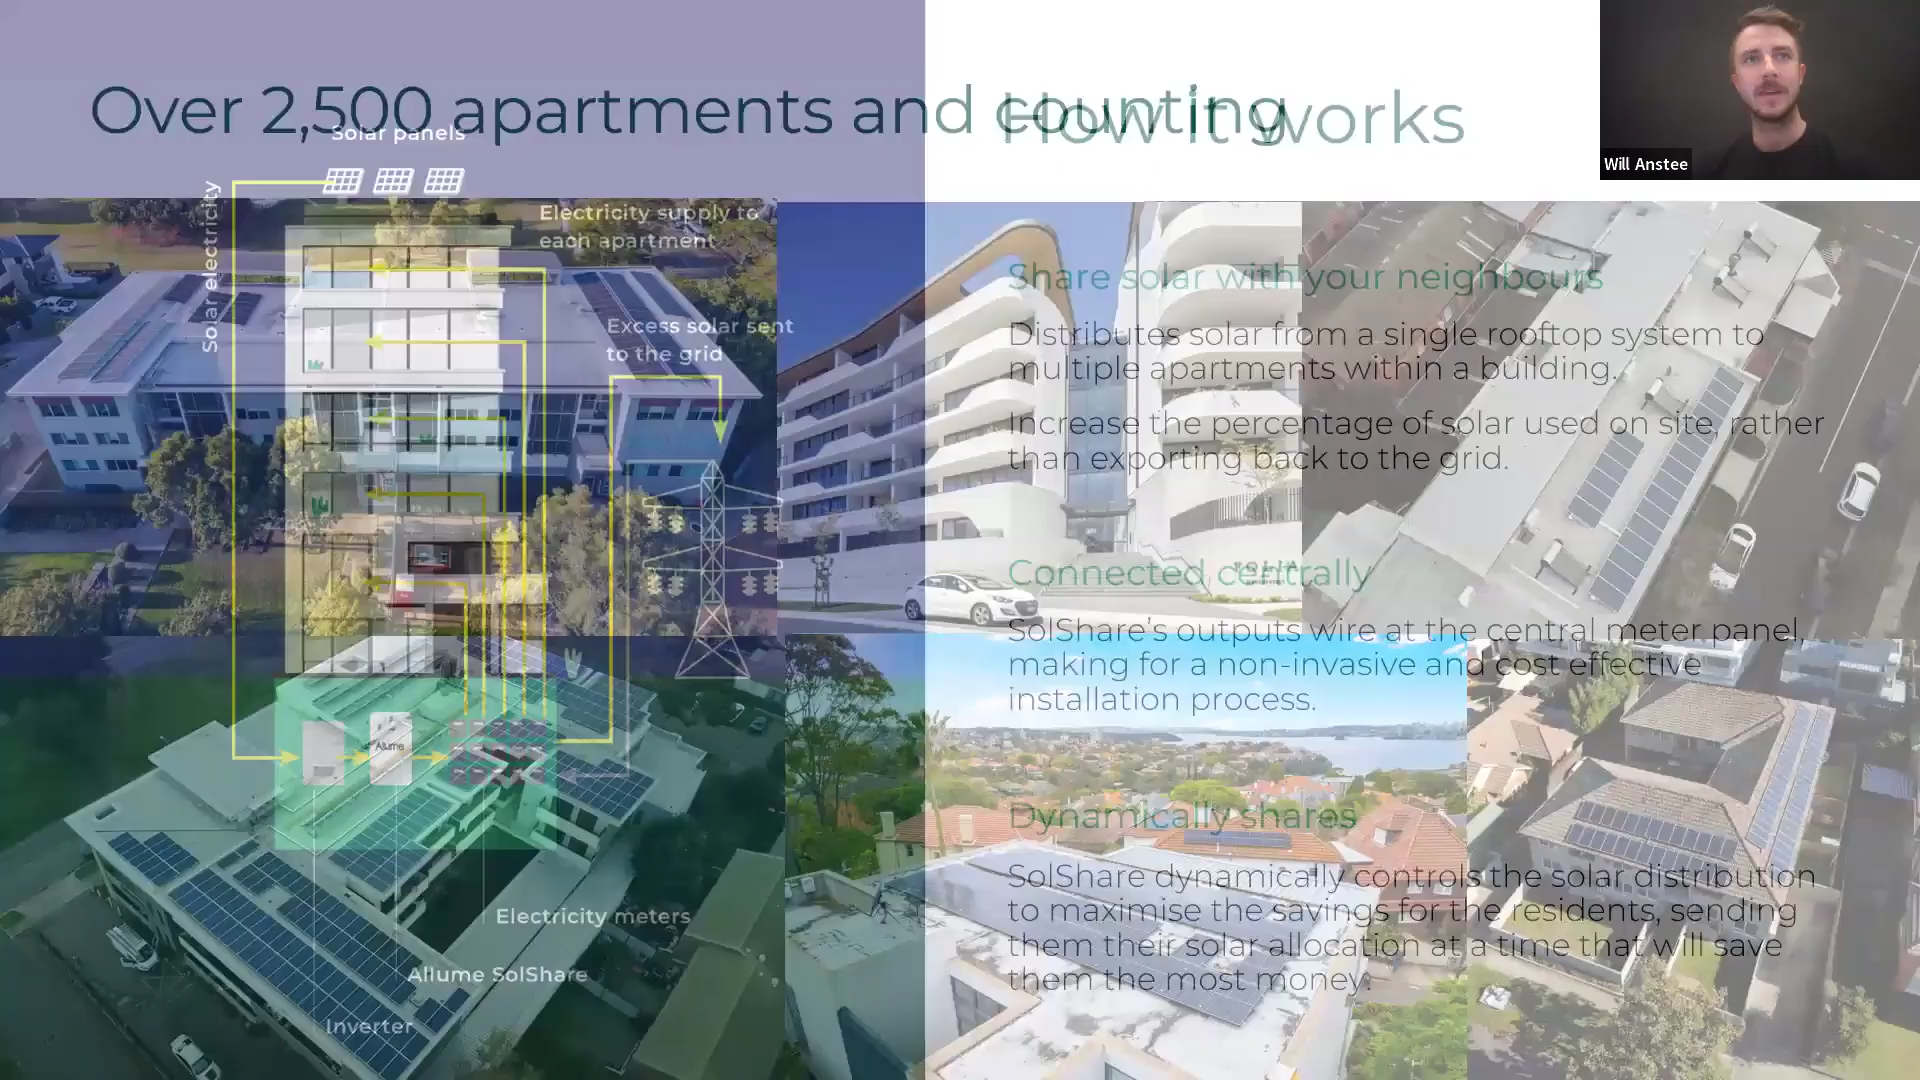 Over 2,500 apartments and counting
How it works
Will Anstee
Solar panels
Solar electricity
Electricity supply to
each apartment
Excess solar sent
to the grid
Allume
Electricity meters
Allume SolShare
Inverter
Share solar with your neighbours
Distributes solar from a single rooftop system to
multiple apartments within a building.
Increase the percentage of solar used on site, rather
than exporting back to the grid.
Connected centrally
SolShare's outputs wire at the central meter panel,
making for a non-invasive and cost effective
installation process.
Dynamically shares
SolShare dynamically controls the solar distribution
to maximise the savings for the residents, sending
them their solar allocation at a time that will save
them the most money.